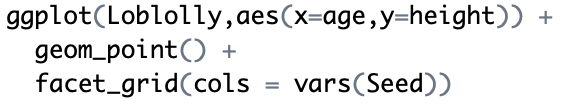 ggplot(Loblolly,aes(x=age,y=height)) +
  geom_point() +
  facet_grid(cols = vars(Seed))